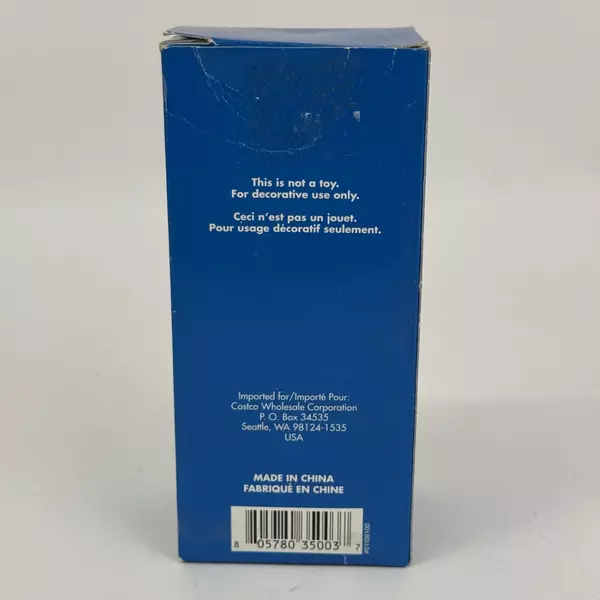 This is not a toy.
For decorative use only.
Ceci n'est pas un jouet.
Pour usage décoratif seulement.
Imported for/Importé Pour:
Costco Wholesale Corporation
P. O. Box 34535
Seattle, WA 98124-1535
USA
MADE IN CHINA
FABRIQUÉ EN CHINE
8 05780 35003 7